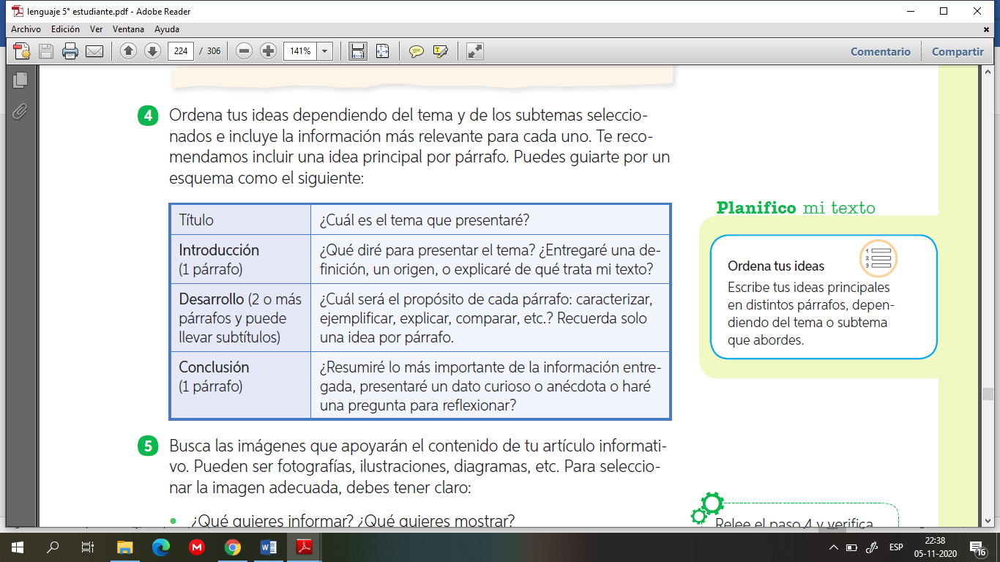 lenguaje 5° estudiante.pdf - Adobe Reader
Archivo Edición Ver Ventana Ayuda
224 / 306 141% Comentario Compartir
4 Ordena tus ideas dependiendo del tema y de los subtemas seleccio-
nados e incluye la información más relevante para cada uno. Te reco-
mendamos incluir una idea principal por párrafo. Puedes guiarte por un
esquema como el siguiente:
Título ¿Cuál es el tema que presentaré?
Introducción
(1 párrafo)
¿Qué diré para presentar el tema? ¿Entregaré una de-
finición, un origen, o explicaré de qué trata mi texto?
Desarrollo (2 o más
párrafos y puede
llevar subtítulos)
¿Cuál será el propósito de cada párrafo: caracterizar,
ejemplificar, explicar, comparar, etc.? Recuerda solo
una idea por párrafo.
Conclusión
(1 párrafo)
¿Resumiré lo más importante de la información entre-
gada, presentaré un dato curioso o anécdota o haré
una pregunta para reflexionar?
Planifico mi texto
1
2
3
Ordena tus ideas
Escribe tus ideas principales
en distintos párrafos, depen-
diendo del tema o subtema
que abordes.
5 Busca las imágenes que apoyarán el contenido de tu artículo informati-
vo. Pueden ser fotografías, ilustraciones, diagramas, etc. Para seleccio-
nar la imagen adecuada, debes tener claro:
• ¿Qué quieres informar? ¿Qué quieres mostrar?
Relee el paso 4 y verifica
ESP
22:38
05-11-2020
16